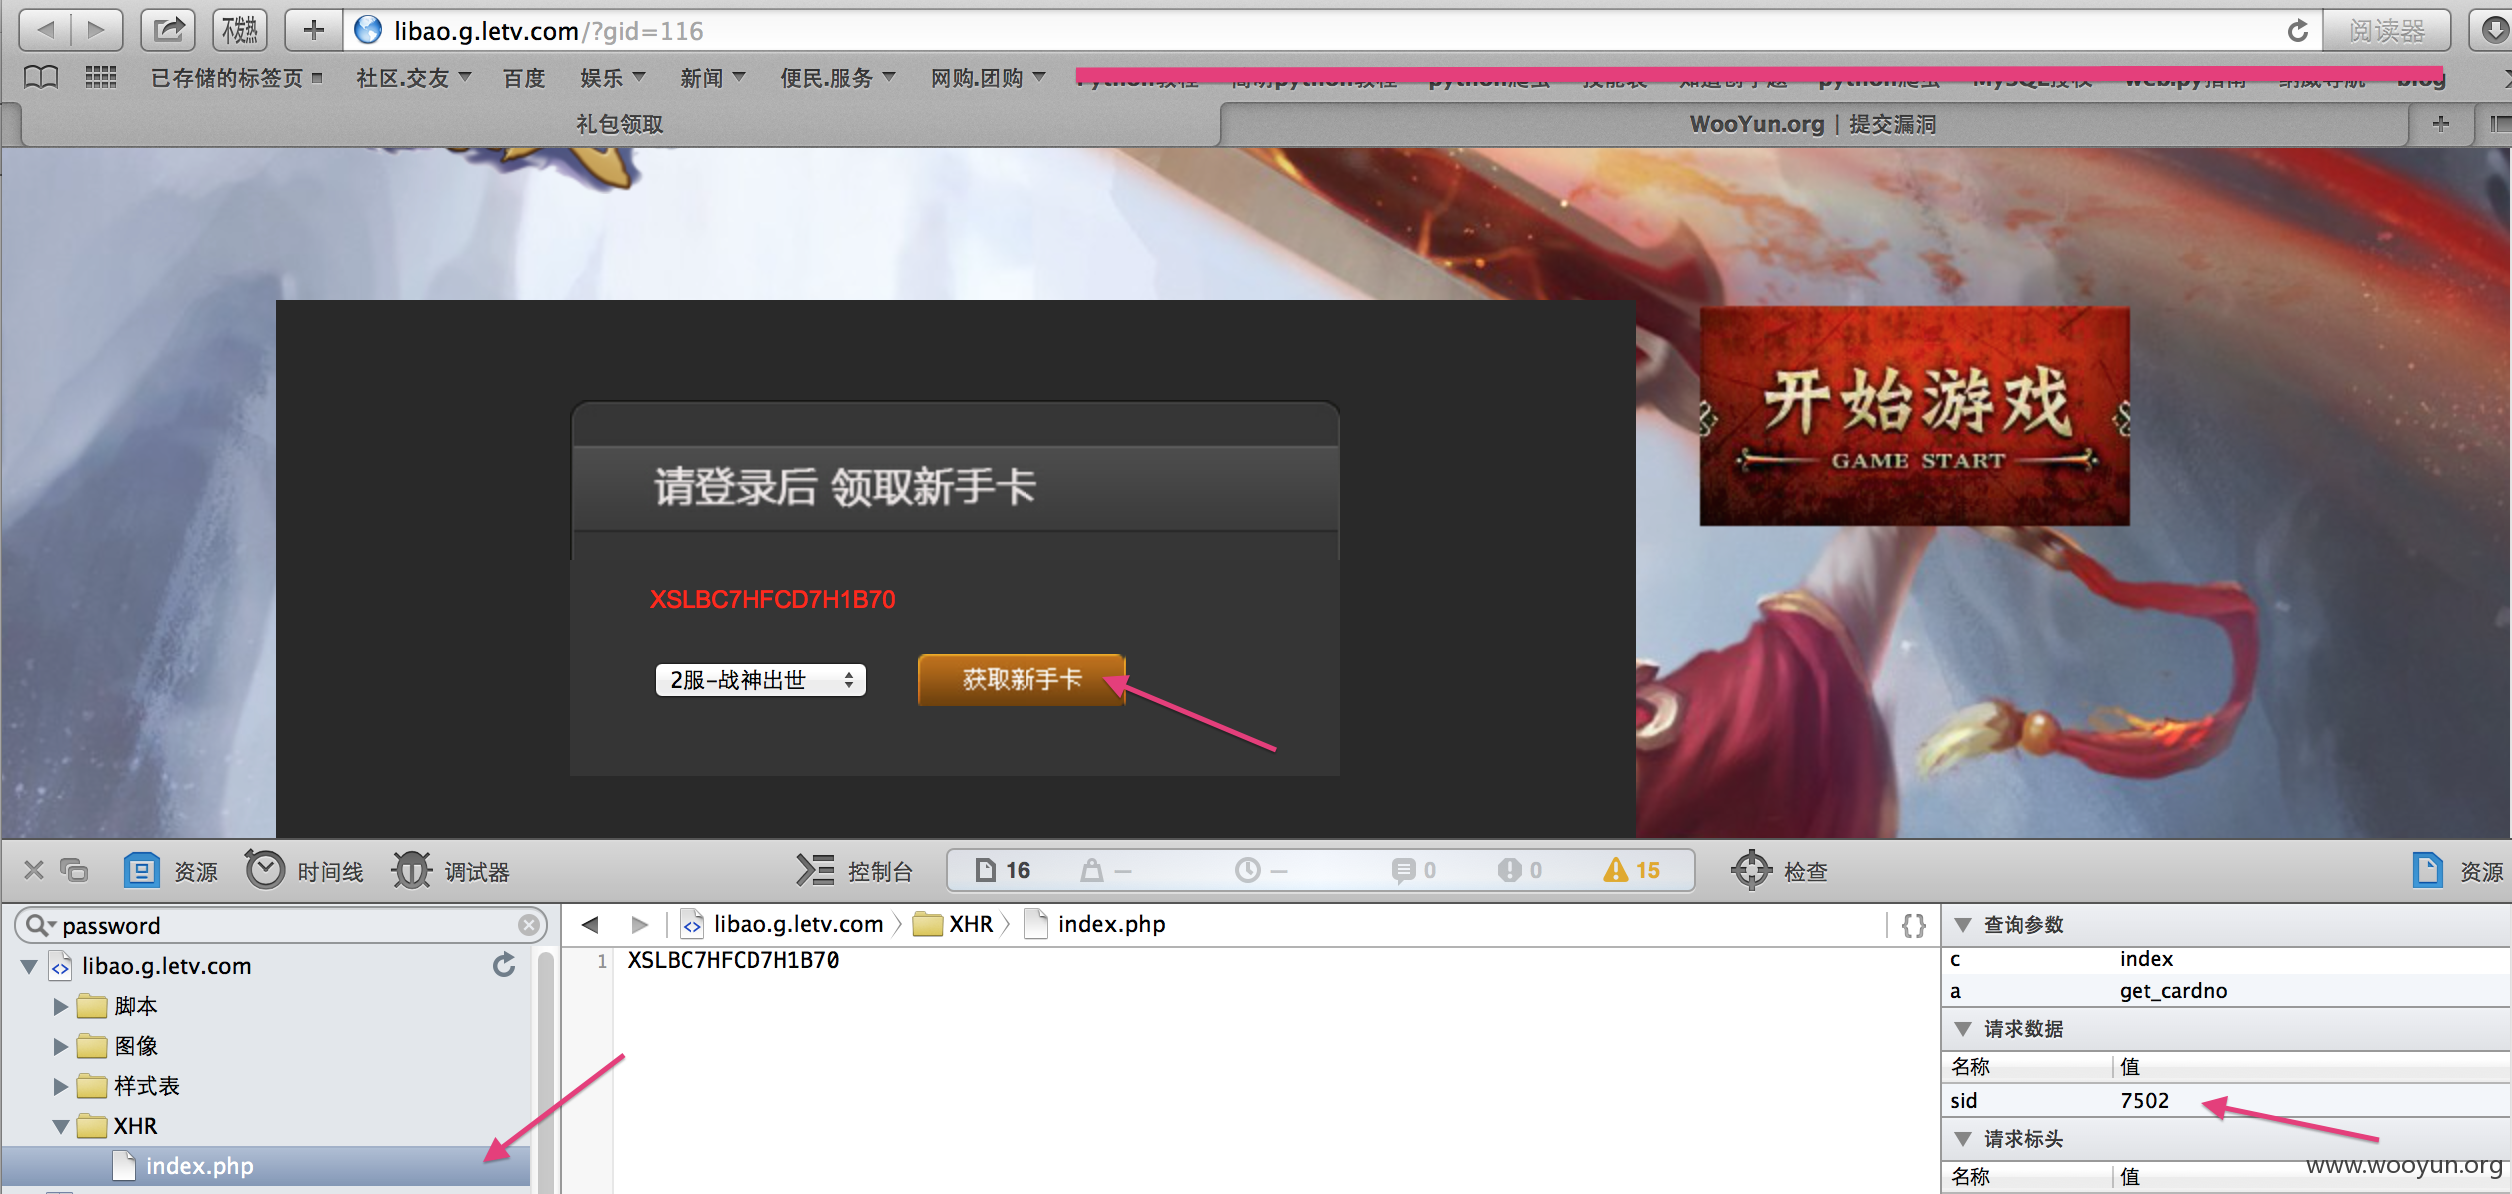 不发热
libao.g.letv.com/?gid=116
阅读器
已存储的标签页 社区.交友 百度 娱乐 新闻 便民.服务 网购.团购
礼包领取
WooYun.org | 提交漏洞
开始游戏
GAME START
请登录后 领取新手卡
XSLBC7HFCD7H1B70
2服-战神出世
获取新手卡
资源 时间线 调试器 控制台 16 — — 0 0 15 检查 资源
password
libao.g.letv.com
脚本
图像
样式表
XHR
index.php
libao.g.letv.com XHR index.php {}
1 XSLBC7HFCD7H1B70
查询参数
c index
a get_cardno
请求数据
名称 值
sid 7502
请求标头
名称 值
www.wooyun.org